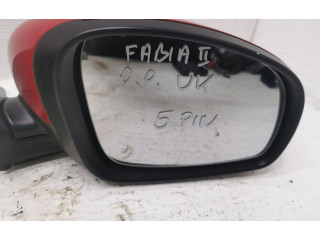 FABIA II
O.P. UK
5 PIN